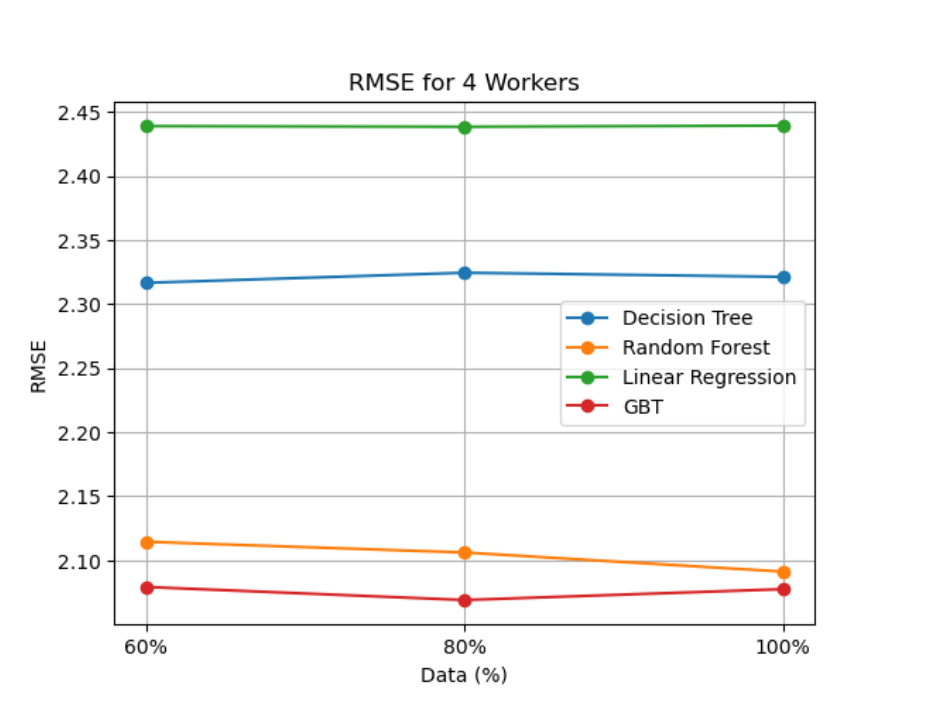 RMSE for 4 Workers
2.45
2.40
2.35
2.30
2.25
2.20
2.15
2.10
RMSE
Decision Tree
Random Forest
Linear Regression
GBT
60%
80%
100%
Data (%)